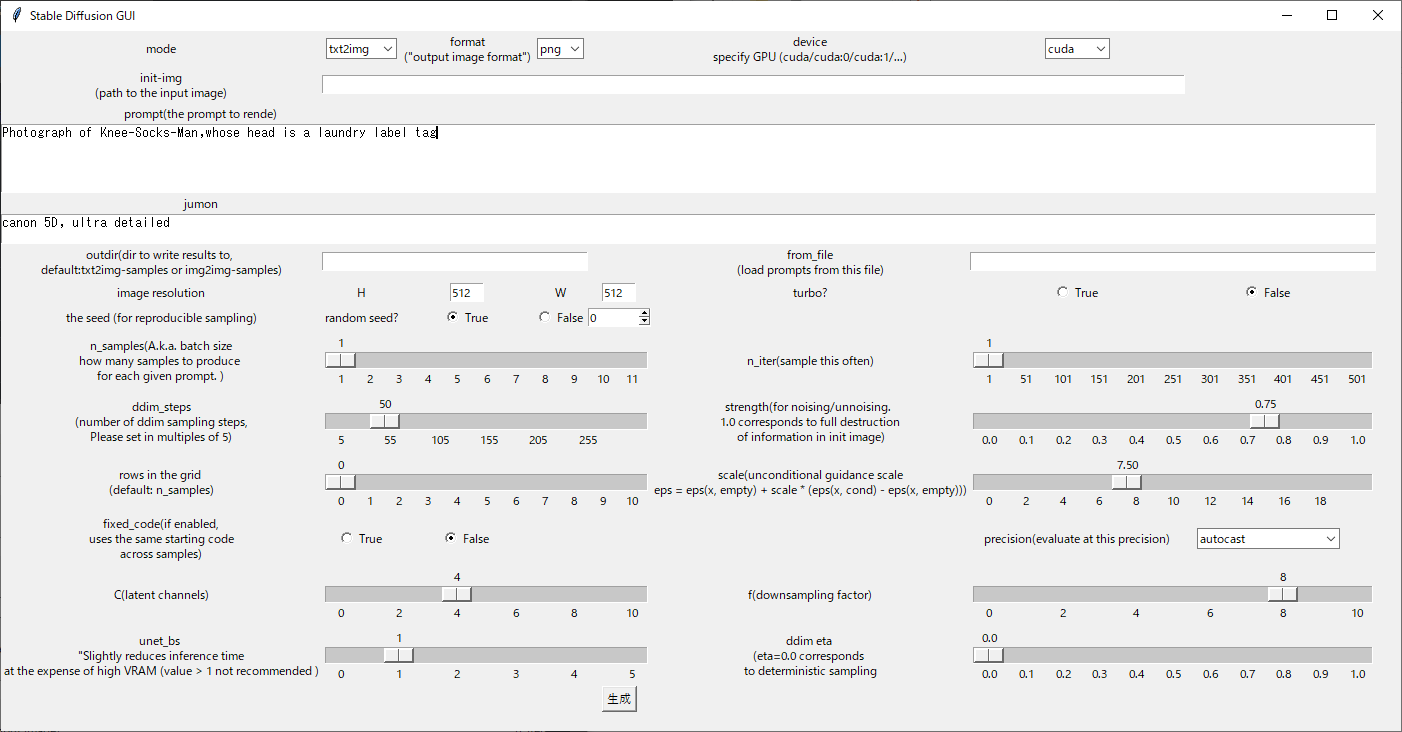 Stable Diffusion GUI
mode
txt2img
format
("output image format")
png
device
specify GPU (cuda/cuda:0/cuda:1/...)
cuda
init-img
(path to the input image)
prompt(the prompt to rende)
Photograph of Knee-Socks-Man,whose head is a laundry label tag
jumon
canon 5D, ultra detailed
outdir(dir to write results to,
default:txt2img-samples or img2img-samples)
from_file
(load prompts from this file)
image resolution
H
512
W
512
turbo?
True
False
the seed (for reproducible sampling)
random seed?
True
False
0
n_samples(A.k.a. batch size
how many samples to produce
for each given prompt. )
1
1 2 3 4 5 6 7 8 9 10 11
n_iter(sample this often)
1
1 51 101 151 201 251 301 351 401 451 501
ddim_steps
(number of ddim sampling steps,
Please set in multiples of 5)
50
5 55 105 155 205 255
strength(for noising/unnoising.
1.0 corresponds to full destruction
of information in init image)
0.75
0.0 0.1 0.2 0.3 0.4 0.5 0.6 0.7 0.8 0.9 1.0
rows in the grid
(default: n_samples)
0
0 1 2 3 4 5 6 7 8 9 10
scale(unconditional guidance scale
eps = eps(x, empty) + scale * (eps(x, cond) - eps(x, empty)))
7.50
0 2 4 6 8 10 12 14 16 18
fixed_code(if enabled,
uses the same starting code
across samples)
True
False
precision(evaluate at this precision)
autocast
C(latent channels)
4
0 2 4 6 8 10
f(downsampling factor)
8
0 2 4 6 8 10
unet_bs
"Slightly reduces inference time
at the expense of high VRAM (value > 1 not recommended )
1
0 1 2 3 4 5
ddim eta
(eta=0.0 corresponds
to deterministic sampling
0.0
0.0 0.1 0.2 0.3 0.4 0.5 0.6 0.7 0.8 0.9 1.0
生成